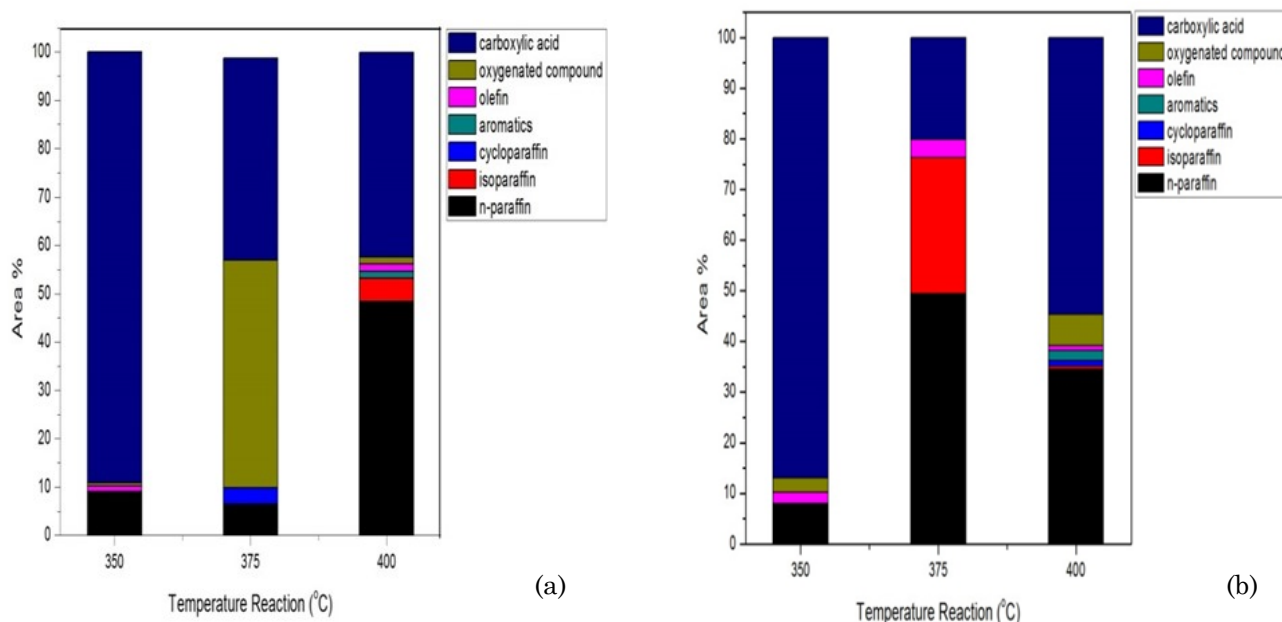 100
90
80
70
60
50
40
30
20
10
0
Area %
350
375
400
Temperature Reaction (⁰C)
carboxylic acid
oxygenated compound
olefin
aromatics
cycloparaffin
isoparaffin
n-paraffin
(a)
100
90
80
70
60
50
40
30
20
10
0
Area %
350
375
400
Temperature Reaction (⁰C)
carboxylic acid
oxygenated compound
olefin
aromatics
cycloparaffin
isoparaffin
n-paraffin
(b)